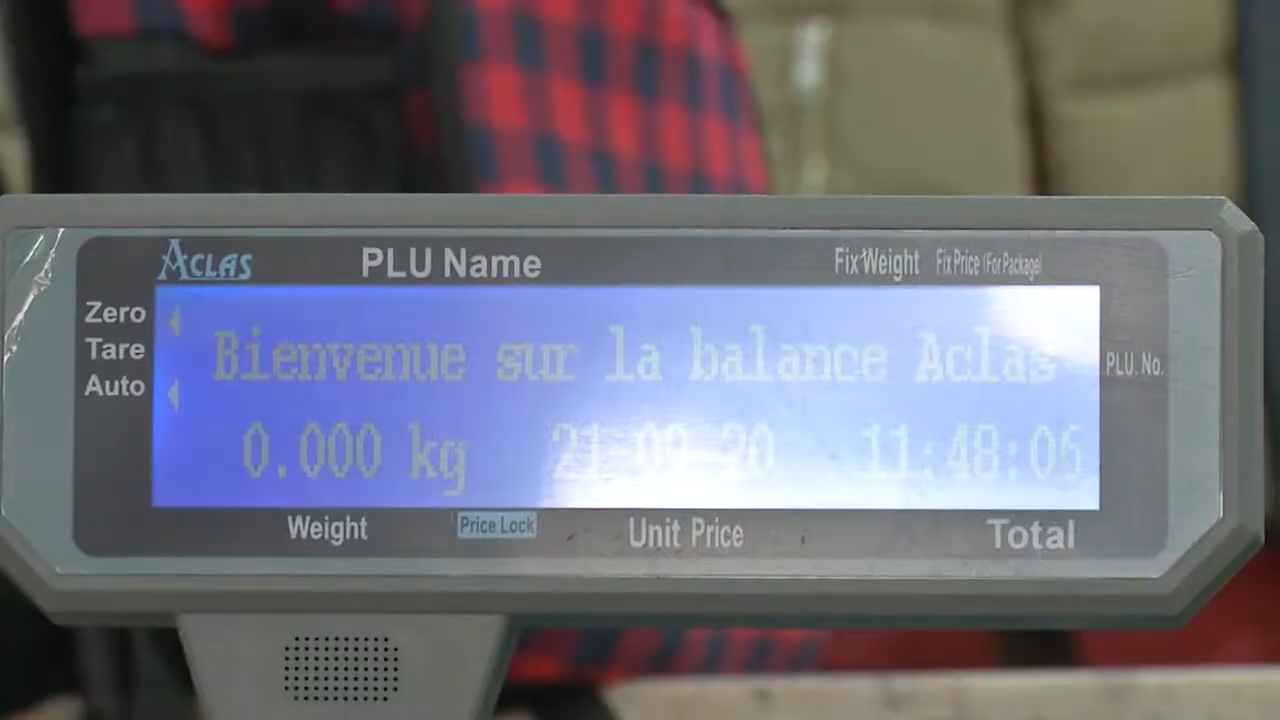 ACLAS PLU Name Fix Weight Fix Price (For Package)
Zero
Tare
Auto
Bienvenue sur la balance Aclas
PLU. No.
0.000 kg 21-09-20 11:48:06
Weight Price Lock Unit Price Total